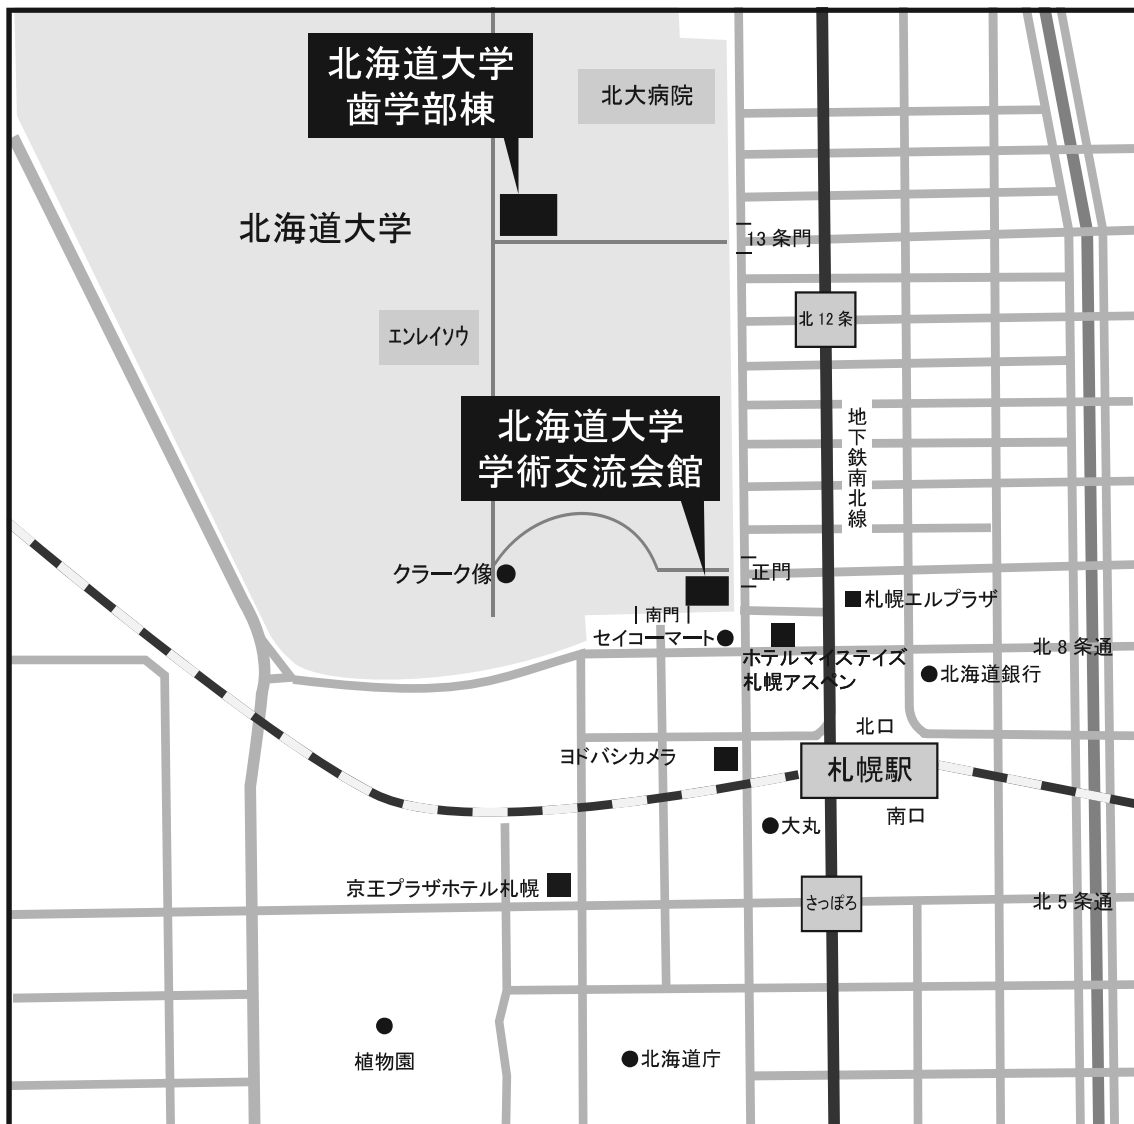 北海道大学
歯学部棟
北大病院
北海道大学
13 条門
エンレイソウ
北 12 条
北海道大学
学術交流会館
地下鉄南北線
クラーク像
正門
札幌エルプラザ
南門
セイコーマート
北 8 条通
ホテルマイステイズ
札幌アスペン
北海道銀行
北口
ヨドバシカメラ
札幌駅
南口
大丸
京王プラザホテル札幌
さっぽろ
北 5 条通
植物園
北海道庁